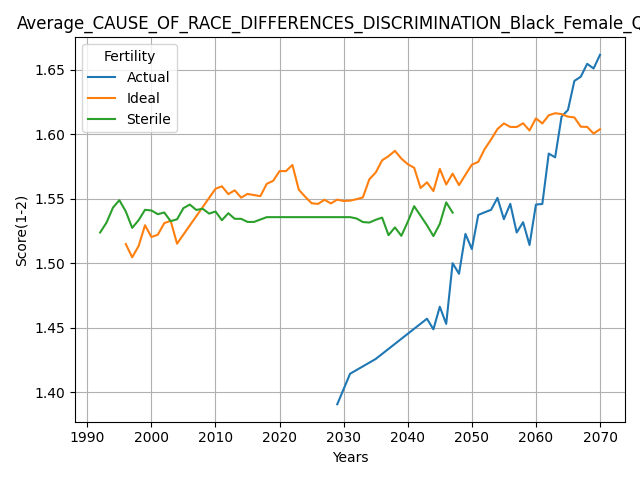 Average_CAUSE_OF_RACE_DIFFERENCES_DISCRIMINATION_Black_Female_Q
Fertility
Actual
Ideal
Sterile
Score(1-2)
1.65
1.60
1.55
1.50
1.45
1.40
1990 2000 2010 2020 2030 2040 2050 2060 2070
Years